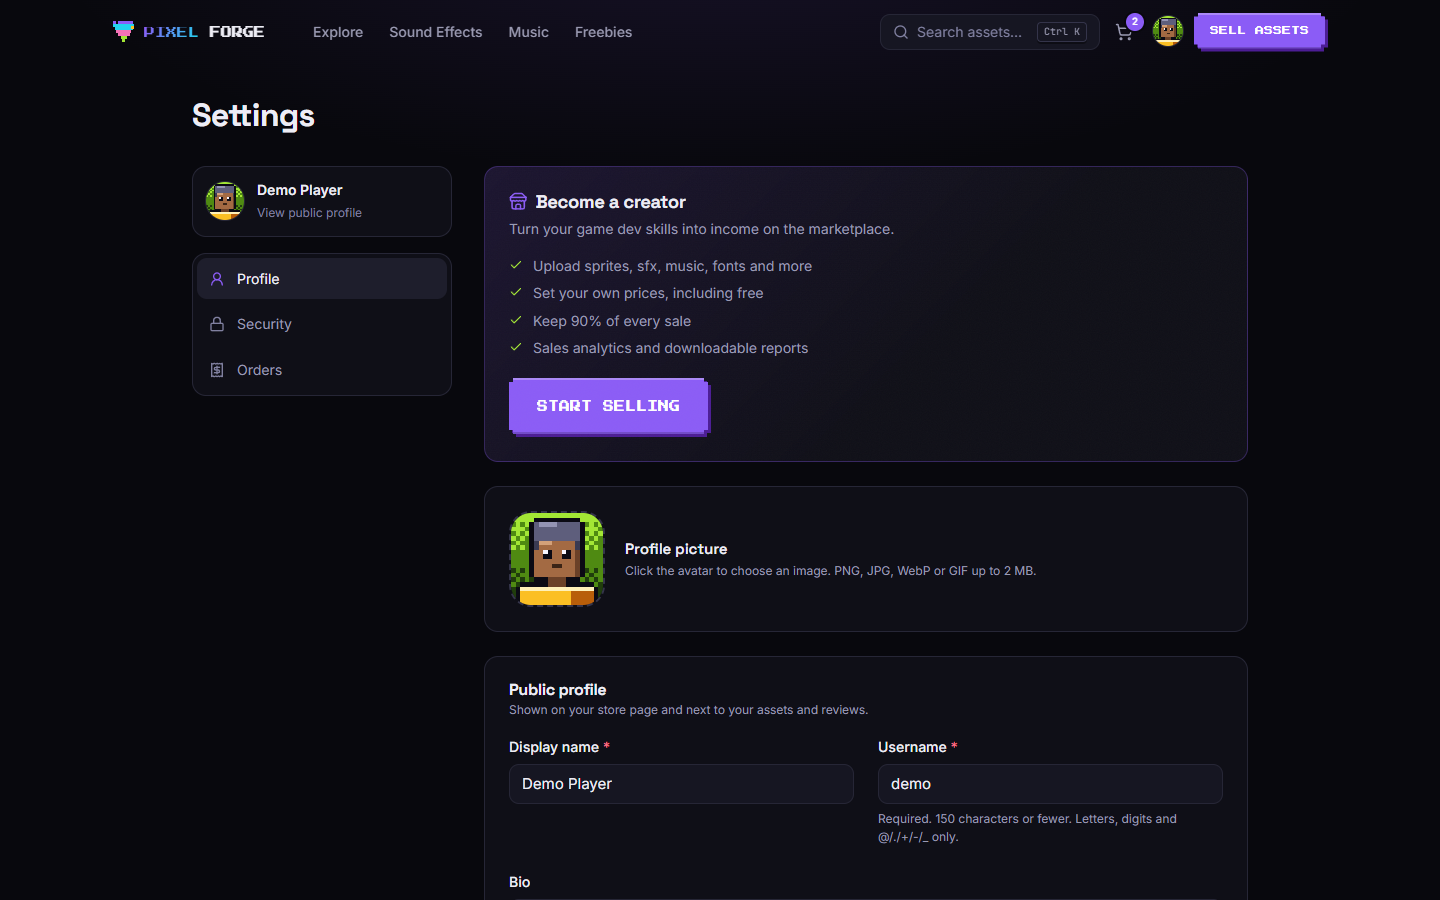 PIXEL FORGE
Explore
Sound Effects
Music
Freebies
Search assets...
Ctrl K
2
SELL ASSETS
Settings
Demo Player
View public profile
Profile
Security
Orders
Become a creator
Turn your game dev skills into income on the marketplace.
Upload sprites, sfx, music, fonts and more
Set your own prices, including free
Keep 90% of every sale
Sales analytics and downloadable reports
START SELLING
Profile picture
Click the avatar to choose an image. PNG, JPG, WebP or GIF up to 2 MB.
Public profile
Shown on your store page and next to your assets and reviews.
Display name *
Demo Player
Username *
demo
Required. 150 characters or fewer. Letters, digits and
@/./+/-/_ only.
Bio